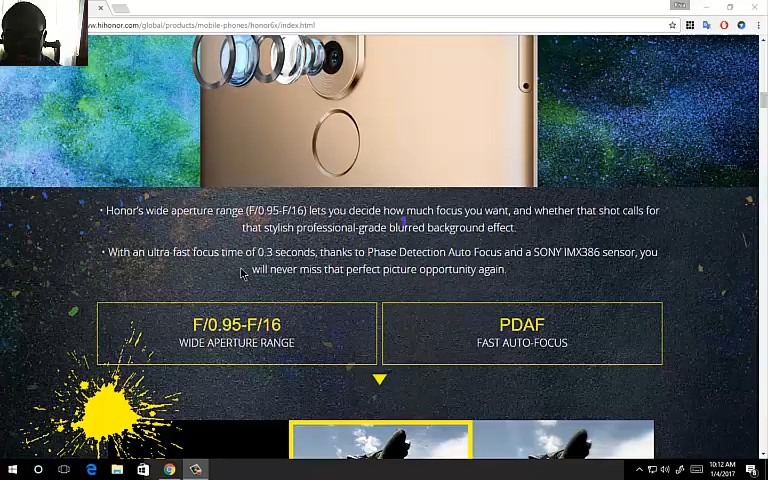 w.hihonor.com/global/products/mobile-phones/honor6x/index.html
• Honor's wide aperture range (F/0.95-F/16) lets you decide how much focus you want, and whether that shot calls for
that stylish professional-grade blurred background effect.
• With an ultra-fast focus time of 0.3 seconds, thanks to Phase Detection Auto Focus and a SONY IMX386 sensor, you
will never miss that perfect picture opportunity again.
F/0.95-F/16
WIDE APERTURE RANGE
PDAF
FAST AUTO-FOCUS
10:12 AM
1/4/2017